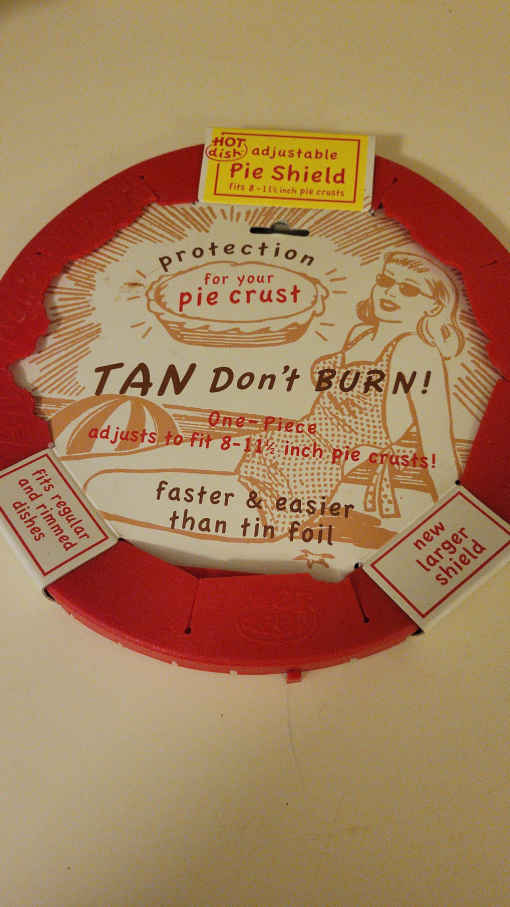 HOT
dish
adjustable
Pie Shield
fits 8-11½ inch pie crusts
protection
for your
pie crust
TAN Don't BURN!
One-Piece
adjusts to fit 8-11½ inch pie crusts!
faster & easier
than tin foil
fits regular
and rimmed
dishes
new
larger
shield